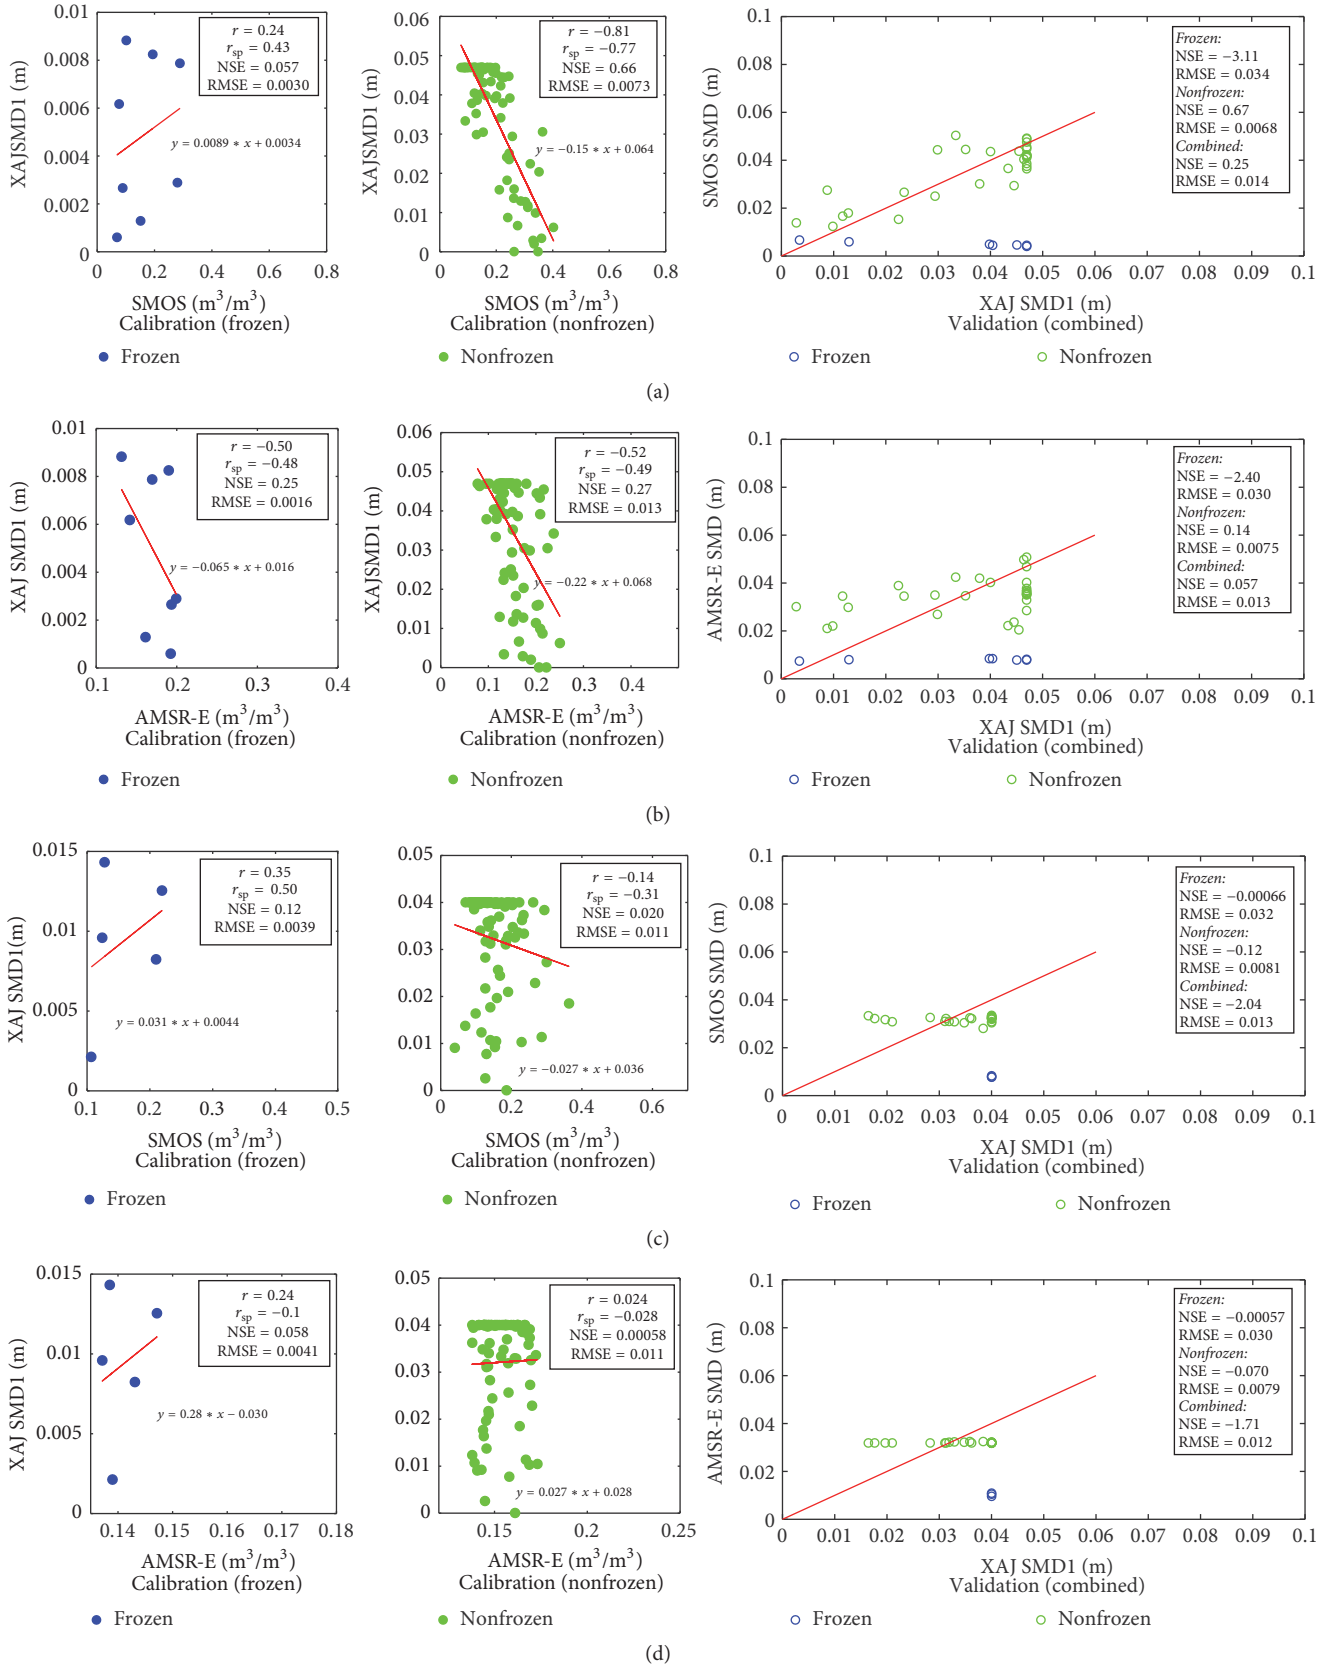 0.01
0.008
0.006
0.004
0.002
0
XAJ SMD1 (m)
r = 0.24
rsp = 0.43
NSE = 0.057
RMSE = 0.0030
y = 0.0089 * x + 0.0034
0 0.2 0.4 0.6 0.8
SMOS (m³/m³)
Calibration (frozen)
Frozen
0.06
0.05
0.04
0.03
0.02
0.01
0
XAJSMD1 (m)
r = −0.81
rsp = −0.77
NSE = 0.66
RMSE = 0.0073
y = −0.15 * x + 0.064
0 0.2 0.4 0.6 0.8
SMOS (m³/m³)
Calibration (nonfrozen)
Nonfrozen
0.1
0.08
0.06
0.04
0.02
0
SMOS SMD (m)
Frozen:
NSE = −3.11
RMSE = 0.034
Nonfrozen:
NSE = 0.67
RMSE = 0.0068
Combined:
NSE = 0.25
RMSE = 0.014
0 0.01 0.02 0.03 0.04 0.05 0.06 0.07 0.08 0.09 0.1
XAJ SMD1 (m)
Validation (combined)
Frozen
Nonfrozen
(a)
0.01
0.008
0.006
0.004
0.002
0
XAJ SMD1 (m)
r = −0.50
rsp = −0.48
NSE = 0.25
RMSE = 0.0016
y = −0.065 * x + 0.016
0.1 0.2 0.3 0.4
AMSR-E (m³/m³)
Calibration (frozen)
Frozen
0.06
0.05
0.04
0.03
0.02
0.01
0
XAJSMD1 (m)
r = −0.52
rsp = −0.49
NSE = 0.27
RMSE = 0.013
y = −0.22 * x + 0.068
0 0.1 0.2 0.3 0.4
AMSR-E (m³/m³)
Calibration (nonfrozen)
Nonfrozen
0.1
0.08
0.06
0.04
0.02
0
AMSR-E SMD (m)
Frozen:
NSE = −2.40
RMSE = 0.030
Nonfrozen:
NSE = 0.14
RMSE = 0.0075
Combined:
NSE = 0.057
RMSE = 0.013
0 0.01 0.02 0.03 0.04 0.05 0.06 0.07 0.08 0.09 0.1
XAJ SMD1 (m)
Validation (combined)
Frozen
Nonfrozen
(b)
0.015
0.01
0.005
0
XAJ SMD1(m)
r = 0.35
rsp = 0.50
NSE = 0.12
RMSE = 0.0039
y = 0.031 * x + 0.0044
0.1 0.2 0.3 0.4 0.5
SMOS (m³/m³)
Calibration (frozen)
Frozen
0.05
0.04
0.03
0.02
0.01
0
XAJ SMD1 (m)
r = −0.14
rsp = −0.31
NSE = 0.020
RMSE = 0.011
y = −0.027 * x + 0.036
0 0.2 0.4 0.6
SMOS (m³/m³)
Calibration (nonfrozen)
Nonfrozen
0.1
0.08
0.06
0.04
0.02
0
SMOS SMD (m)
Frozen:
NSE = −0.00066
RMSE = 0.032
Nonfrozen:
NSE = −0.12
RMSE = 0.0081
Combined:
NSE = −2.04
RMSE = 0.013
0 0.01 0.02 0.03 0.04 0.05 0.06 0.07 0.08 0.09 0.1
XAJ SMD1 (m)
Validation (combined)
Frozen
Nonfrozen
(c)
0.015
0.01
0.005
0
XAJ SMD1 (m)
r = 0.24
rsp = −0.1
NSE = 0.058
RMSE = 0.0041
y = 0.28 * x − 0.030
0.14 0.15 0.16 0.17 0.18
AMSR-E (m³/m³)
Calibration (frozen)
Frozen
0.05
0.04
0.03
0.02
0.01
0
XAJ SMD1 (m)
r = 0.024
rsp = −0.028
NSE = 0.00058
RMSE = 0.011
y = 0.027 * x + 0.028
0.15 0.2 0.25
AMSR-E (m³/m³)
Calibration (nonfrozen)
Nonfrozen
0.1
0.08
0.06
0.04
0.02
0
AMSR-E SMD (m)
Frozen:
NSE = −0.00057
RMSE = 0.030
Nonfrozen:
NSE = −0.070
RMSE = 0.0079
Combined:
NSE = −1.71
RMSE = 0.012
0 0.01 0.02 0.03 0.04 0.05 0.06 0.07 0.08 0.09 0.1
XAJ SMD1 (m)
Validation (combined)
Frozen
Nonfrozen
(d)